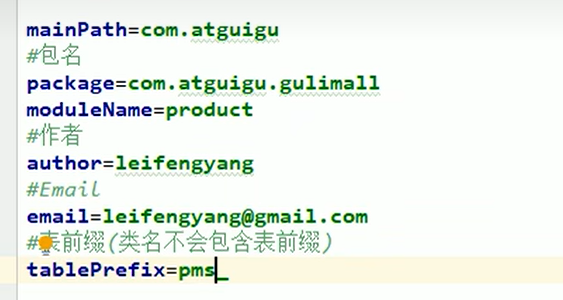 mainPath=com.atguigu
#包名
package=com.atguigu.gulimall
moduleName=product
#作者
author=leifengyang
#Email
email=leifengyang@gmail.com
#表前缀(类名不会包含表前缀)
tablePrefix=pms_